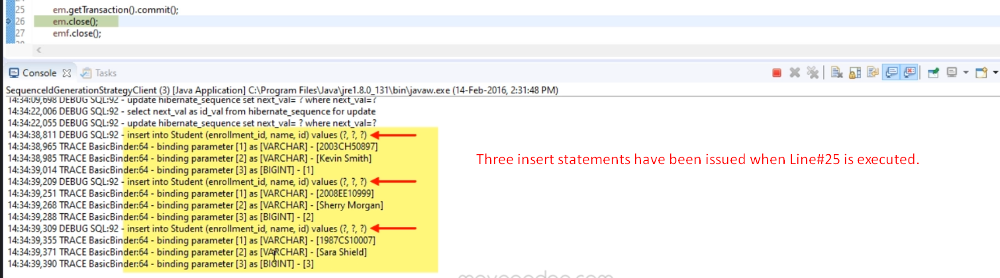 25 em.getTransaction().commit();
26 em.close();
27 emf.close();
Console Tasks
SequenceIdGenerationStrategyClient (3) [Java Application] C:\Program Files\Java\jre1.8.0_131\bin\javaw.exe (14-Feb-2016, 2:31:48 PM)
14:34:09,698 DEBUG SQL:92 - update hibernate_sequence set next_val= ? where next_val=?
14:34:22,006 DEBUG SQL:92 - select next_val as id_val from hibernate_sequence for update
14:34:22,055 DEBUG SQL:92 - update hibernate_sequence set next_val= ? where next_val=?
14:34:38,811 DEBUG SQL:92 - insert into Student (enrollment_id, name, id) values (?, ?, ?)
14:34:38,965 TRACE BasicBinder:64 - binding parameter [1] as [VARCHAR] - [2003CH50897]
14:34:38,985 TRACE BasicBinder:64 - binding parameter [2] as [VARCHAR] - [Kevin Smith]
Three insert statements have been issued when Line#25 is executed.
14:34:39,014 TRACE BasicBinder:64 - binding parameter [3] as [BIGINT] - [1]
14:34:39,209 DEBUG SQL:92 - insert into Student (enrollment_id, name, id) values (?, ?, ?)
14:34:39,251 TRACE BasicBinder:64 - binding parameter [1] as [VARCHAR] - [2008EE10999]
14:34:39,268 TRACE BasicBinder:64 - binding parameter [2] as [VARCHAR] - [Sherry Morgan]
14:34:39,288 TRACE BasicBinder:64 - binding parameter [3] as [BIGINT] - [2]
14:34:39,309 DEBUG SQL:92 - insert into Student (enrollment_id, name, id) values (?, ?, ?)
14:34:39,355 TRACE BasicBinder:64 - binding parameter [1] as [VARCHAR] - [1987CS10007]
14:34:39,371 TRACE BasicBinder:64 - binding parameter [2] as [VARCHAR] - [Sara Shield]
14:34:39,390 TRACE BasicBinder:64 - binding parameter [3] as [BIGINT] - [3]